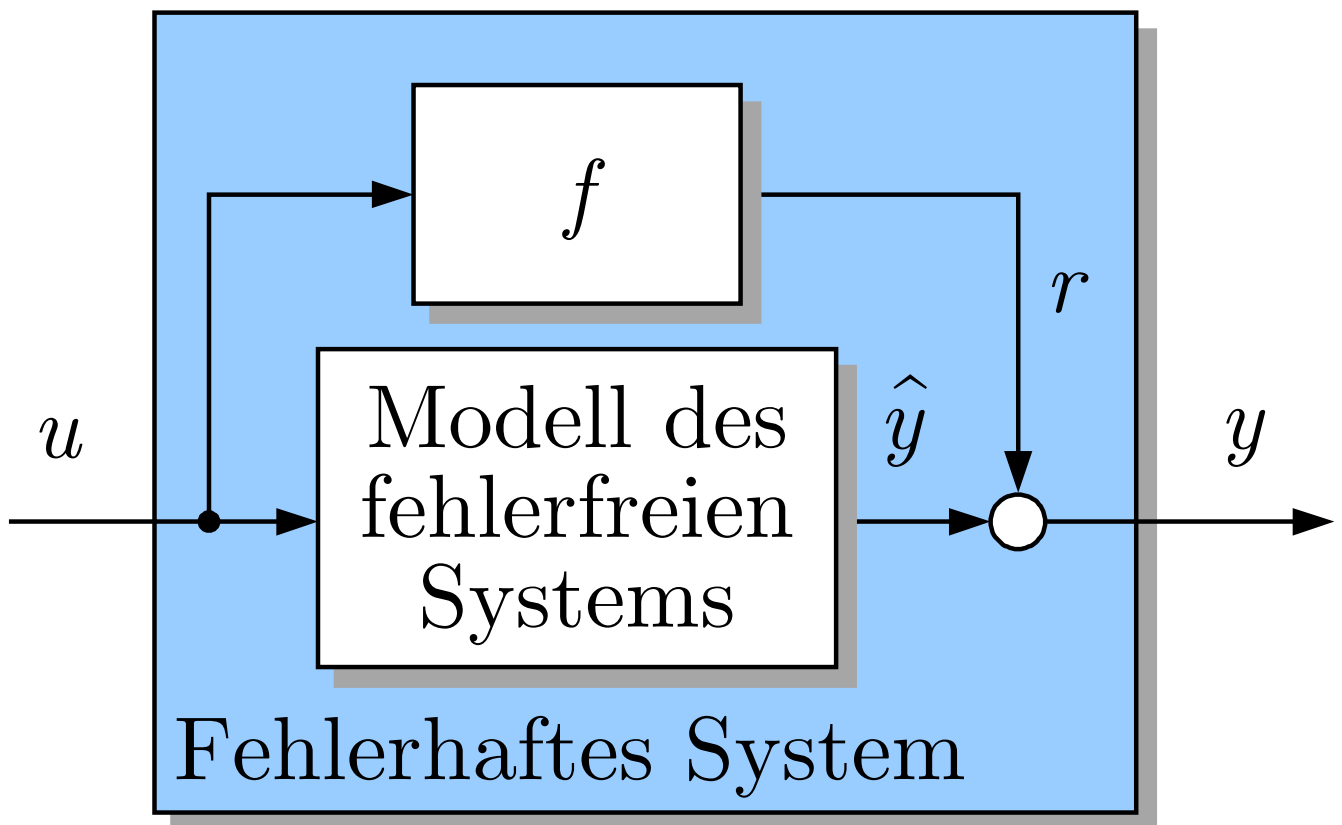 f
r
u
ŷ
y
Modell des
fehlerfreien
Systems
Fehlerhaftes System